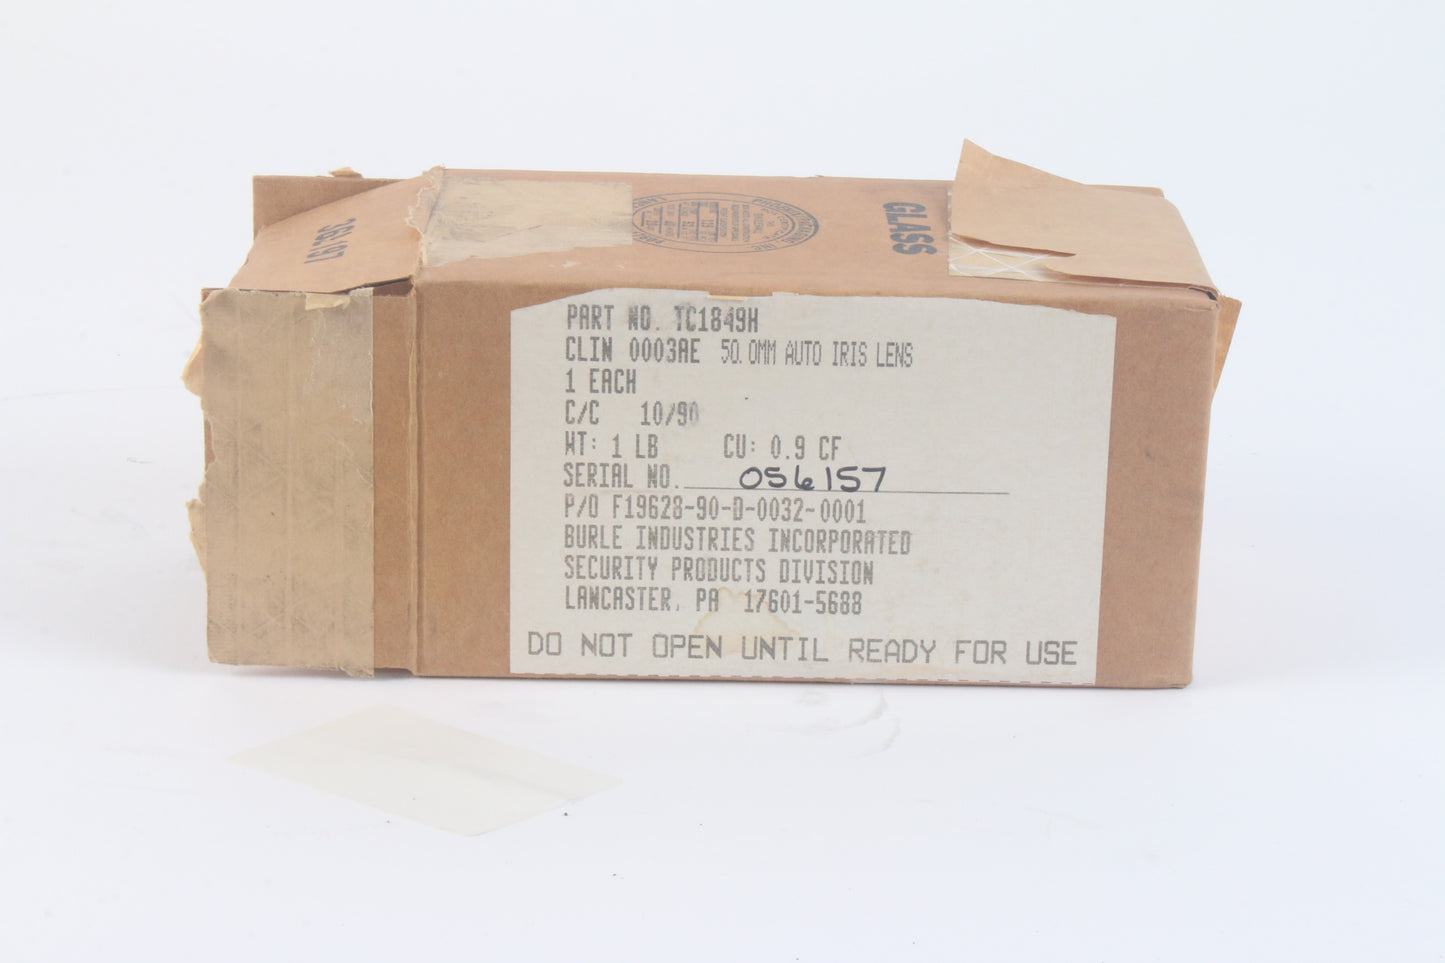 GLASS
PART NO. TC1849H
CLIN 0003AE 50.0MM AUTO IRIS LENS
1 EACH
C/C 10/90
WT: 1 LB CU: 0.9 CF
SERIAL NO. 056157
P/O F19628-90-D-0032-0001
BURLE INDUSTRIES INCORPORATED
SECURITY PRODUCTS DIVISION
LANCASTER, PA 17601-5688
DO NOT OPEN UNTIL READY FOR USE